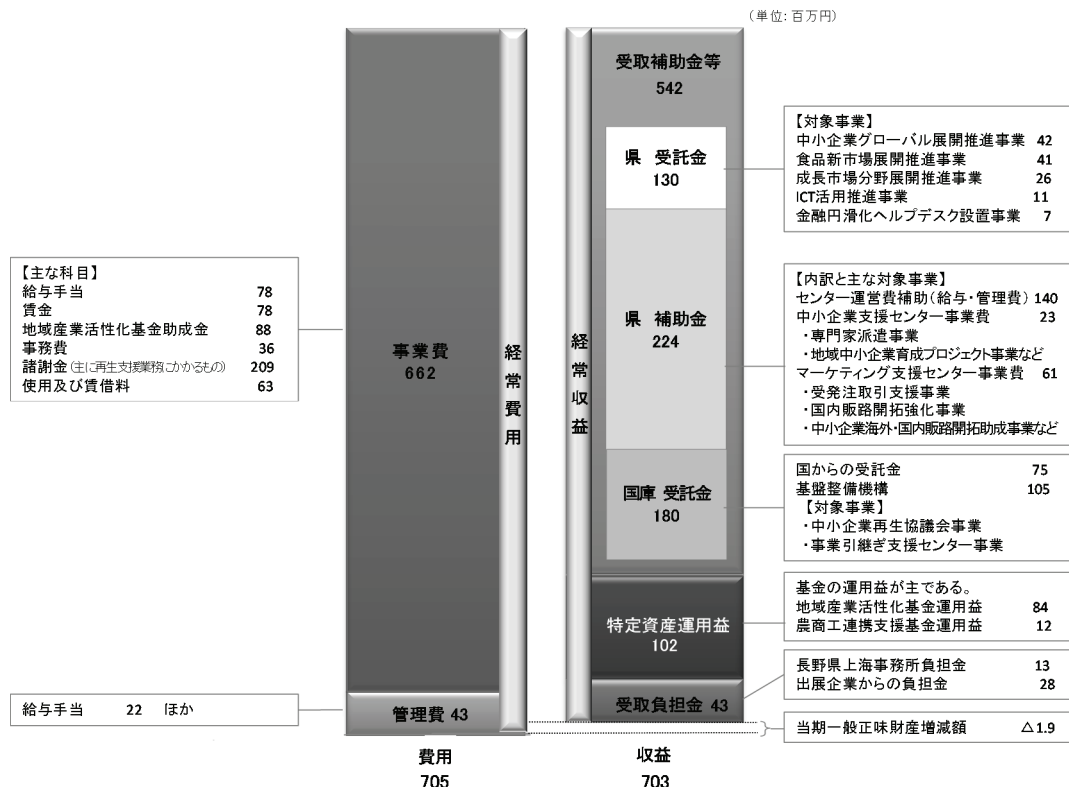 （単位: 百万円）
【主な科目】
給与手当 78
賃金 78
地域産業活性化基金助成金 88
事務費 36
諸謝金（主に再生支援業務にかかるもの） 209
使用及び賃借料 63
給与手当 22 ほか
事業費
662
管理費 43
経常費用
費用
705
経常収益
受取補助金等
542
県 受託金
130
県 補助金
224
国庫 受託金
180
特定資産運用益
102
受取負担金 43
収益
703
【対象事業】
中小企業グローバル展開推進事業 42
食品新市場展開推進事業 41
成長市場分野展開推進事業 26
ICT活用推進事業 11
金融円滑化ヘルプデスク設置事業 7
【内訳と主な対象事業】
センター運営費補助（給与・管理費） 140
中小企業支援センター事業費 23
・専門家派遣事業
・地域中小企業育成プロジェクト事業など
マーケティング支援センター事業費 61
・受発注取引支援事業
・国内販路開拓強化事業
・中小企業海外・国内販路開拓助成事業など
国からの受託金 75
基盤整備機構 105
【対象事業】
・中小企業再生協議会事業
・事業引継ぎ支援センター事業
基金の運用益が主である。
地域産業活性化基金運用益 84
農商工連携支援基金運用益 12
長野県上海事務所負担金 13
出展企業からの負担金 28
当期一般正味財産増減額 △1.9